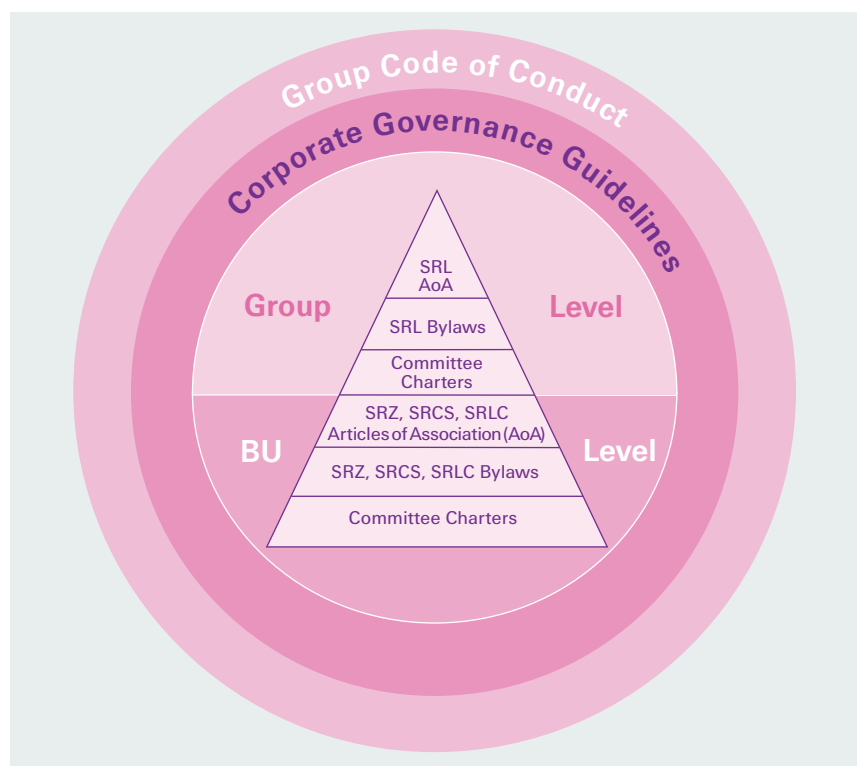 Group Code of Conduct
Corporate Governance Guidelines
SRL
AoA
Group
Level
SRL Bylaws
Committee
Charters
SRZ, SRCS, SRLC
Articles of Association (AoA)
BU
Level
SRZ, SRCS, SRLC Bylaws
Committee Charters